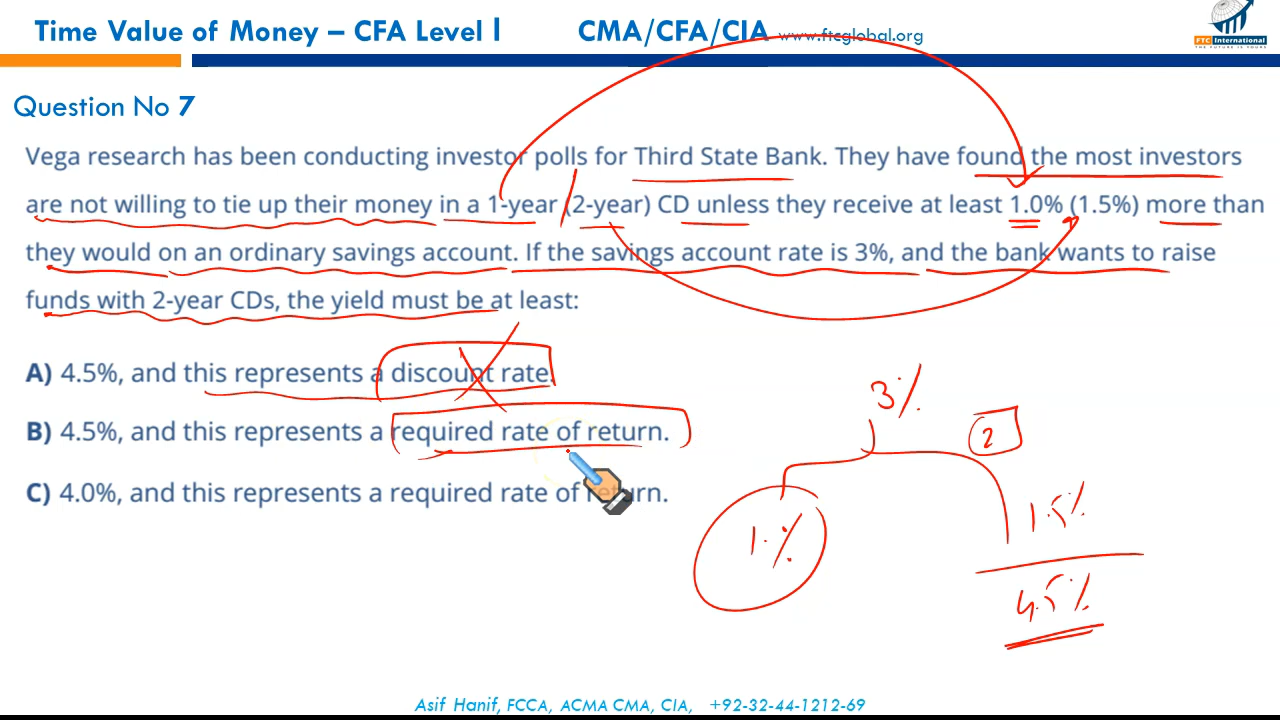 Time Value of Money – CFA Level I CMA/CFA/CIA www.ftcglobal.org
FTC International
THE FUTURE IS YOURS
Question No 7
Vega research has been conducting investor polls for Third State Bank. They have found the most investors
are not willing to tie up their money in a 1-year (2-year) CD unless they receive at least 1.0% (1.5%) more than
they would on an ordinary savings account. If the savings account rate is 3%, and the bank wants to raise
funds with 2-year CDs, the yield must be at least:
A) 4.5%, and this represents a discount rate.
B) 4.5%, and this represents a required rate of return.
C) 4.0%, and this represents a required rate of return.
3%
2
1%
1.5%
4.5%
Asif Hanif, FCCA, ACMA CMA, CIA, +92-32-44-1212-69